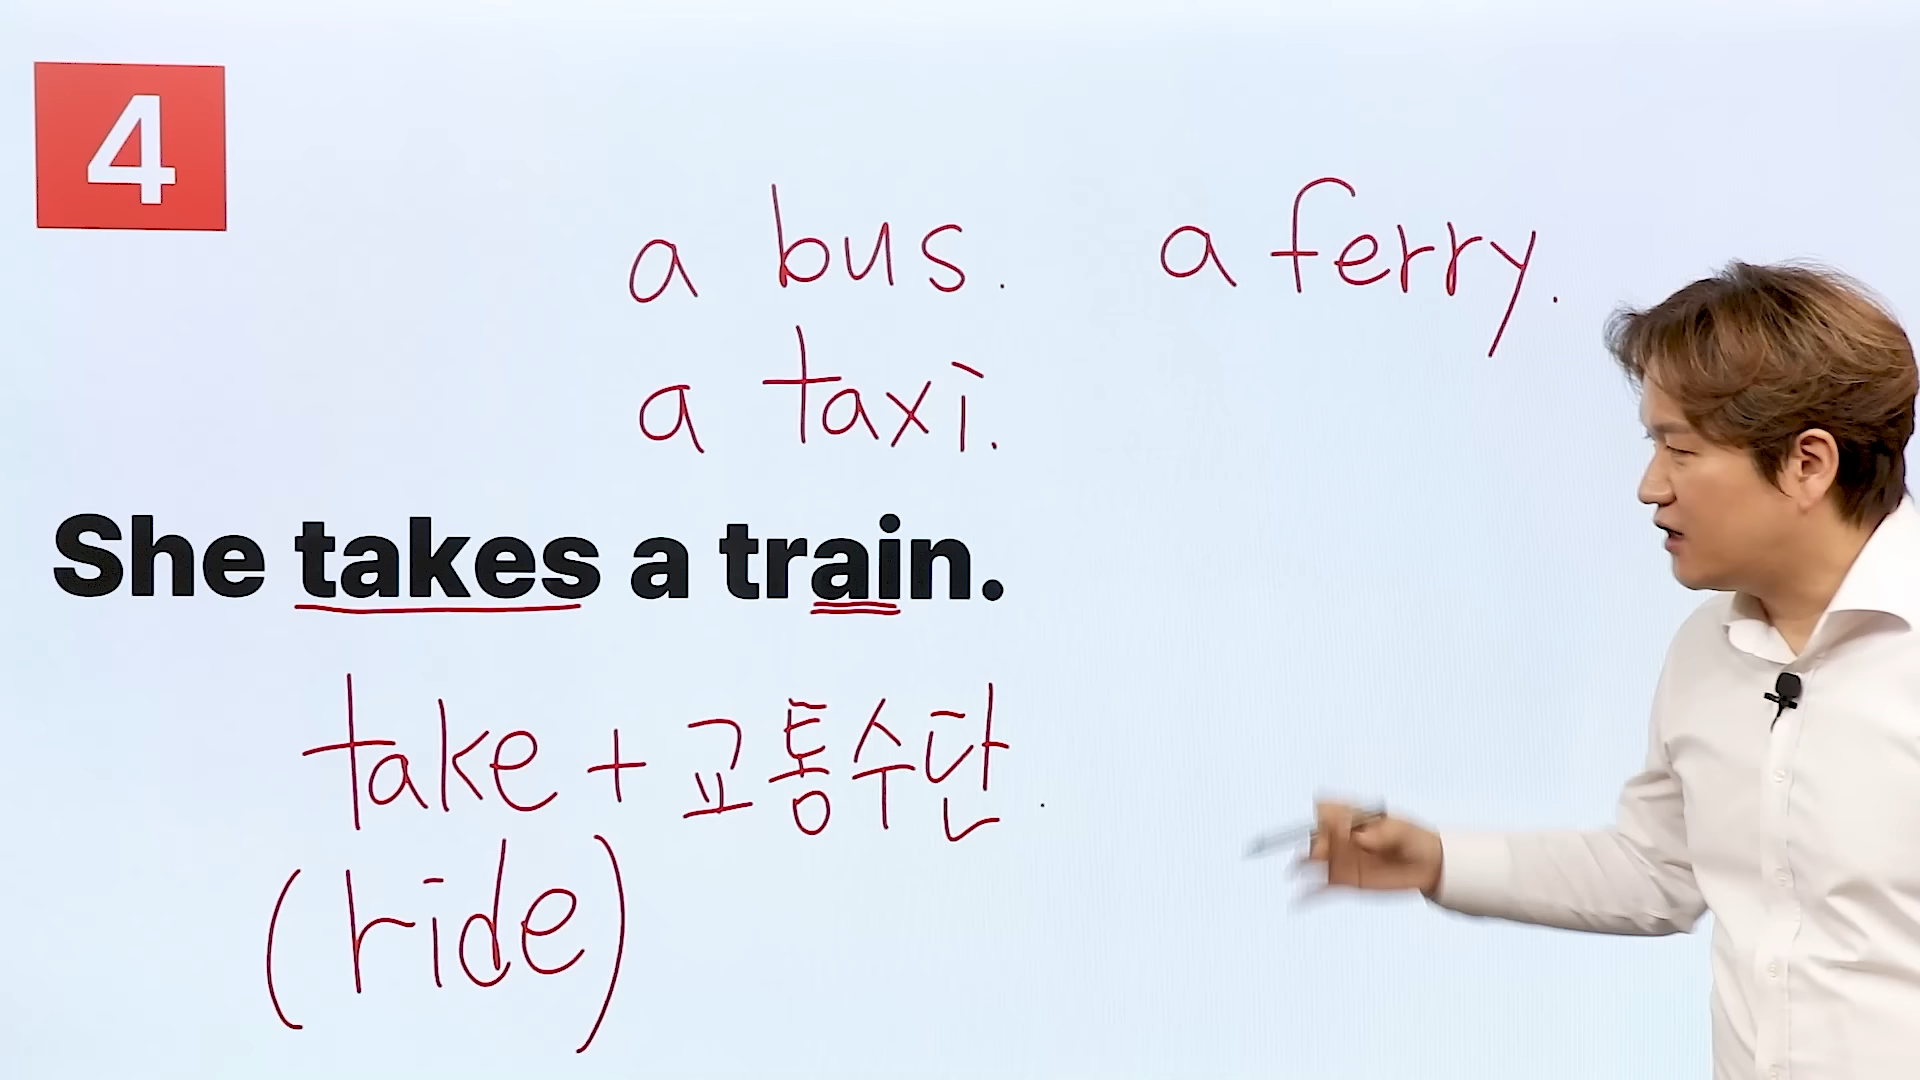 4
a bus. a ferry.
a taxi.
She takes a train.
take + 교통수단.
(ride)